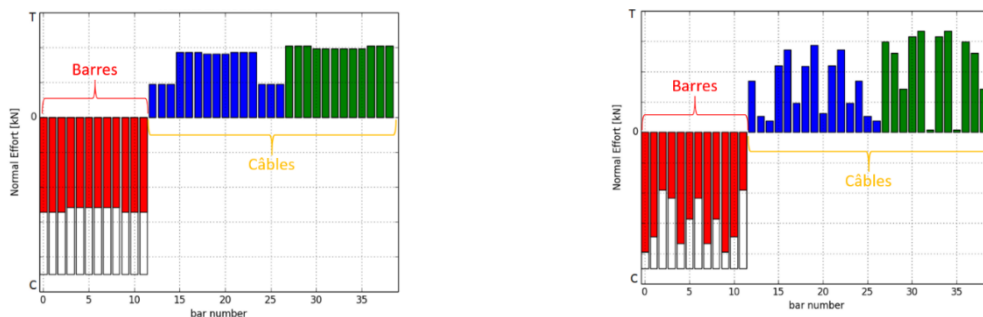 T
Barres
0
Normal Effort [kN]
Câbles
C
0 5 10 15 20 25 30 35
bar number
T
Barres
0
Normal Effort [kN]
Câbles
C
0 5 10 15 20 25 30 35
bar number